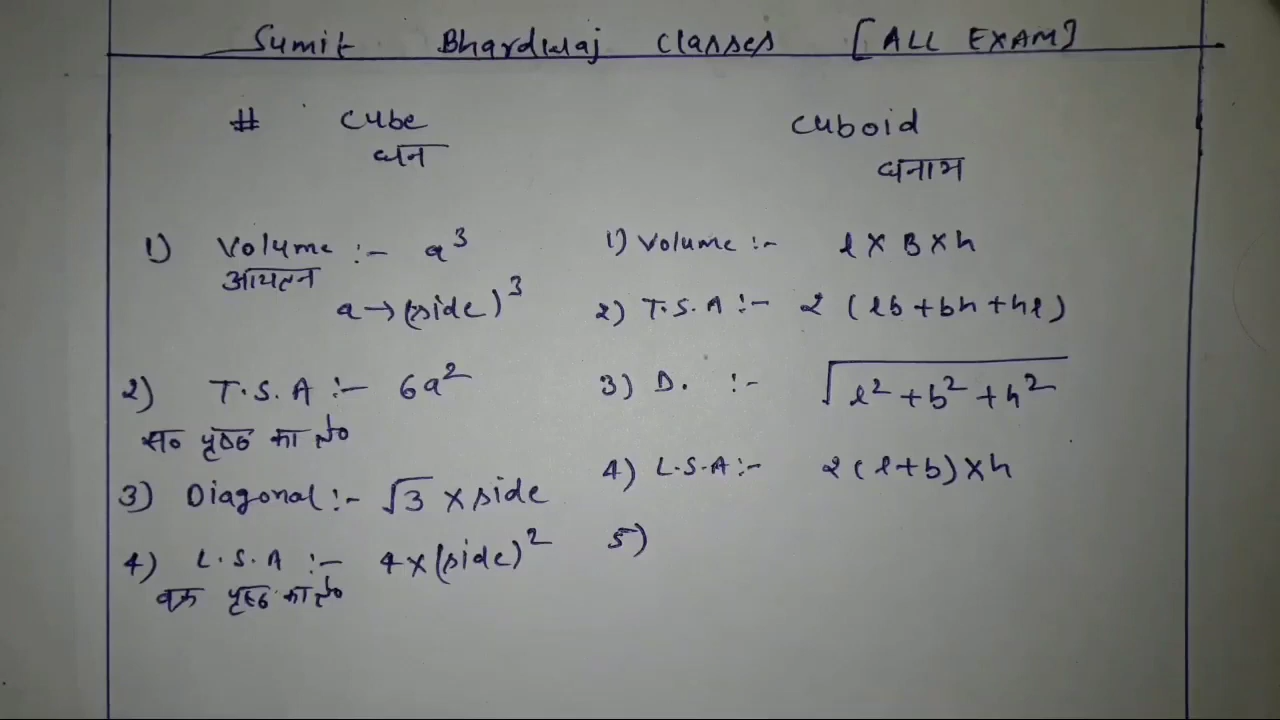 Sumit Bhardwaj Classes [ALL EXAM]
# Cube
घन
1) Volume :- a³
आयतन
a → (side)³
2) T.S.A :- 6a²
स० पृष्ठ का क्षे०
3) Diagonal :- √3 × side
4) L.S.A :- 4×(side)²
वक्र पृष्ठ का क्षे०
Cuboid
घनाभ
1) Volume :- l × B × h
2) T.S.A :- 2 (lb + bh + hl)
3) D. :- √l² + b² + h²
4) L.S.A :- 2(l+b)×h
5)